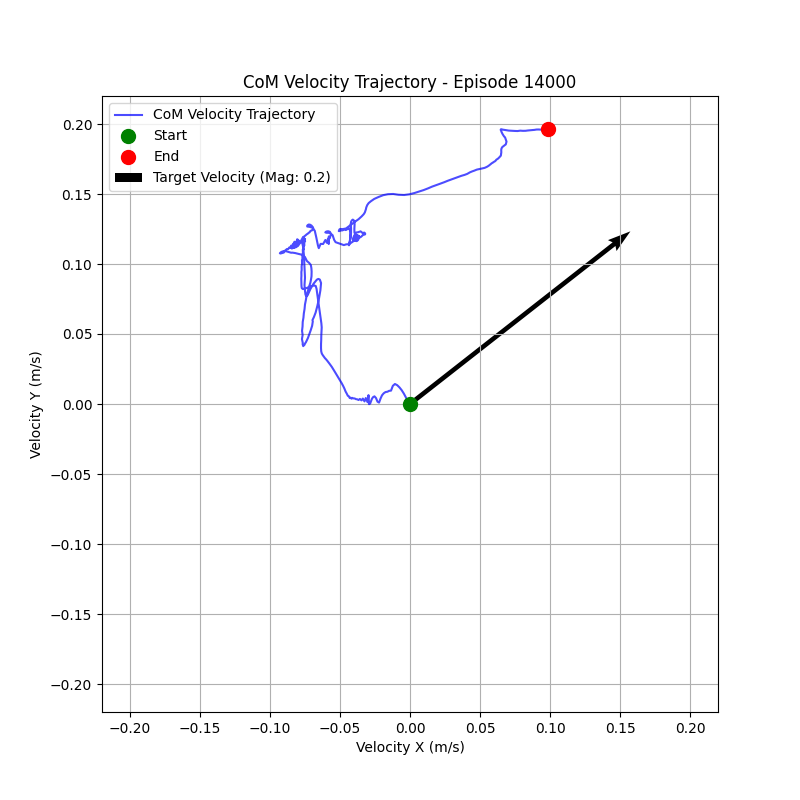 CoM Velocity Trajectory - Episode 14000
CoM Velocity Trajectory
Start
End
Target Velocity (Mag: 0.2)
0.20
0.15
0.10
0.05
0.00
−0.05
−0.10
−0.15
−0.20
Velocity Y (m/s)
−0.20 −0.15 −0.10 −0.05 0.00 0.05 0.10 0.15 0.20
Velocity X (m/s)